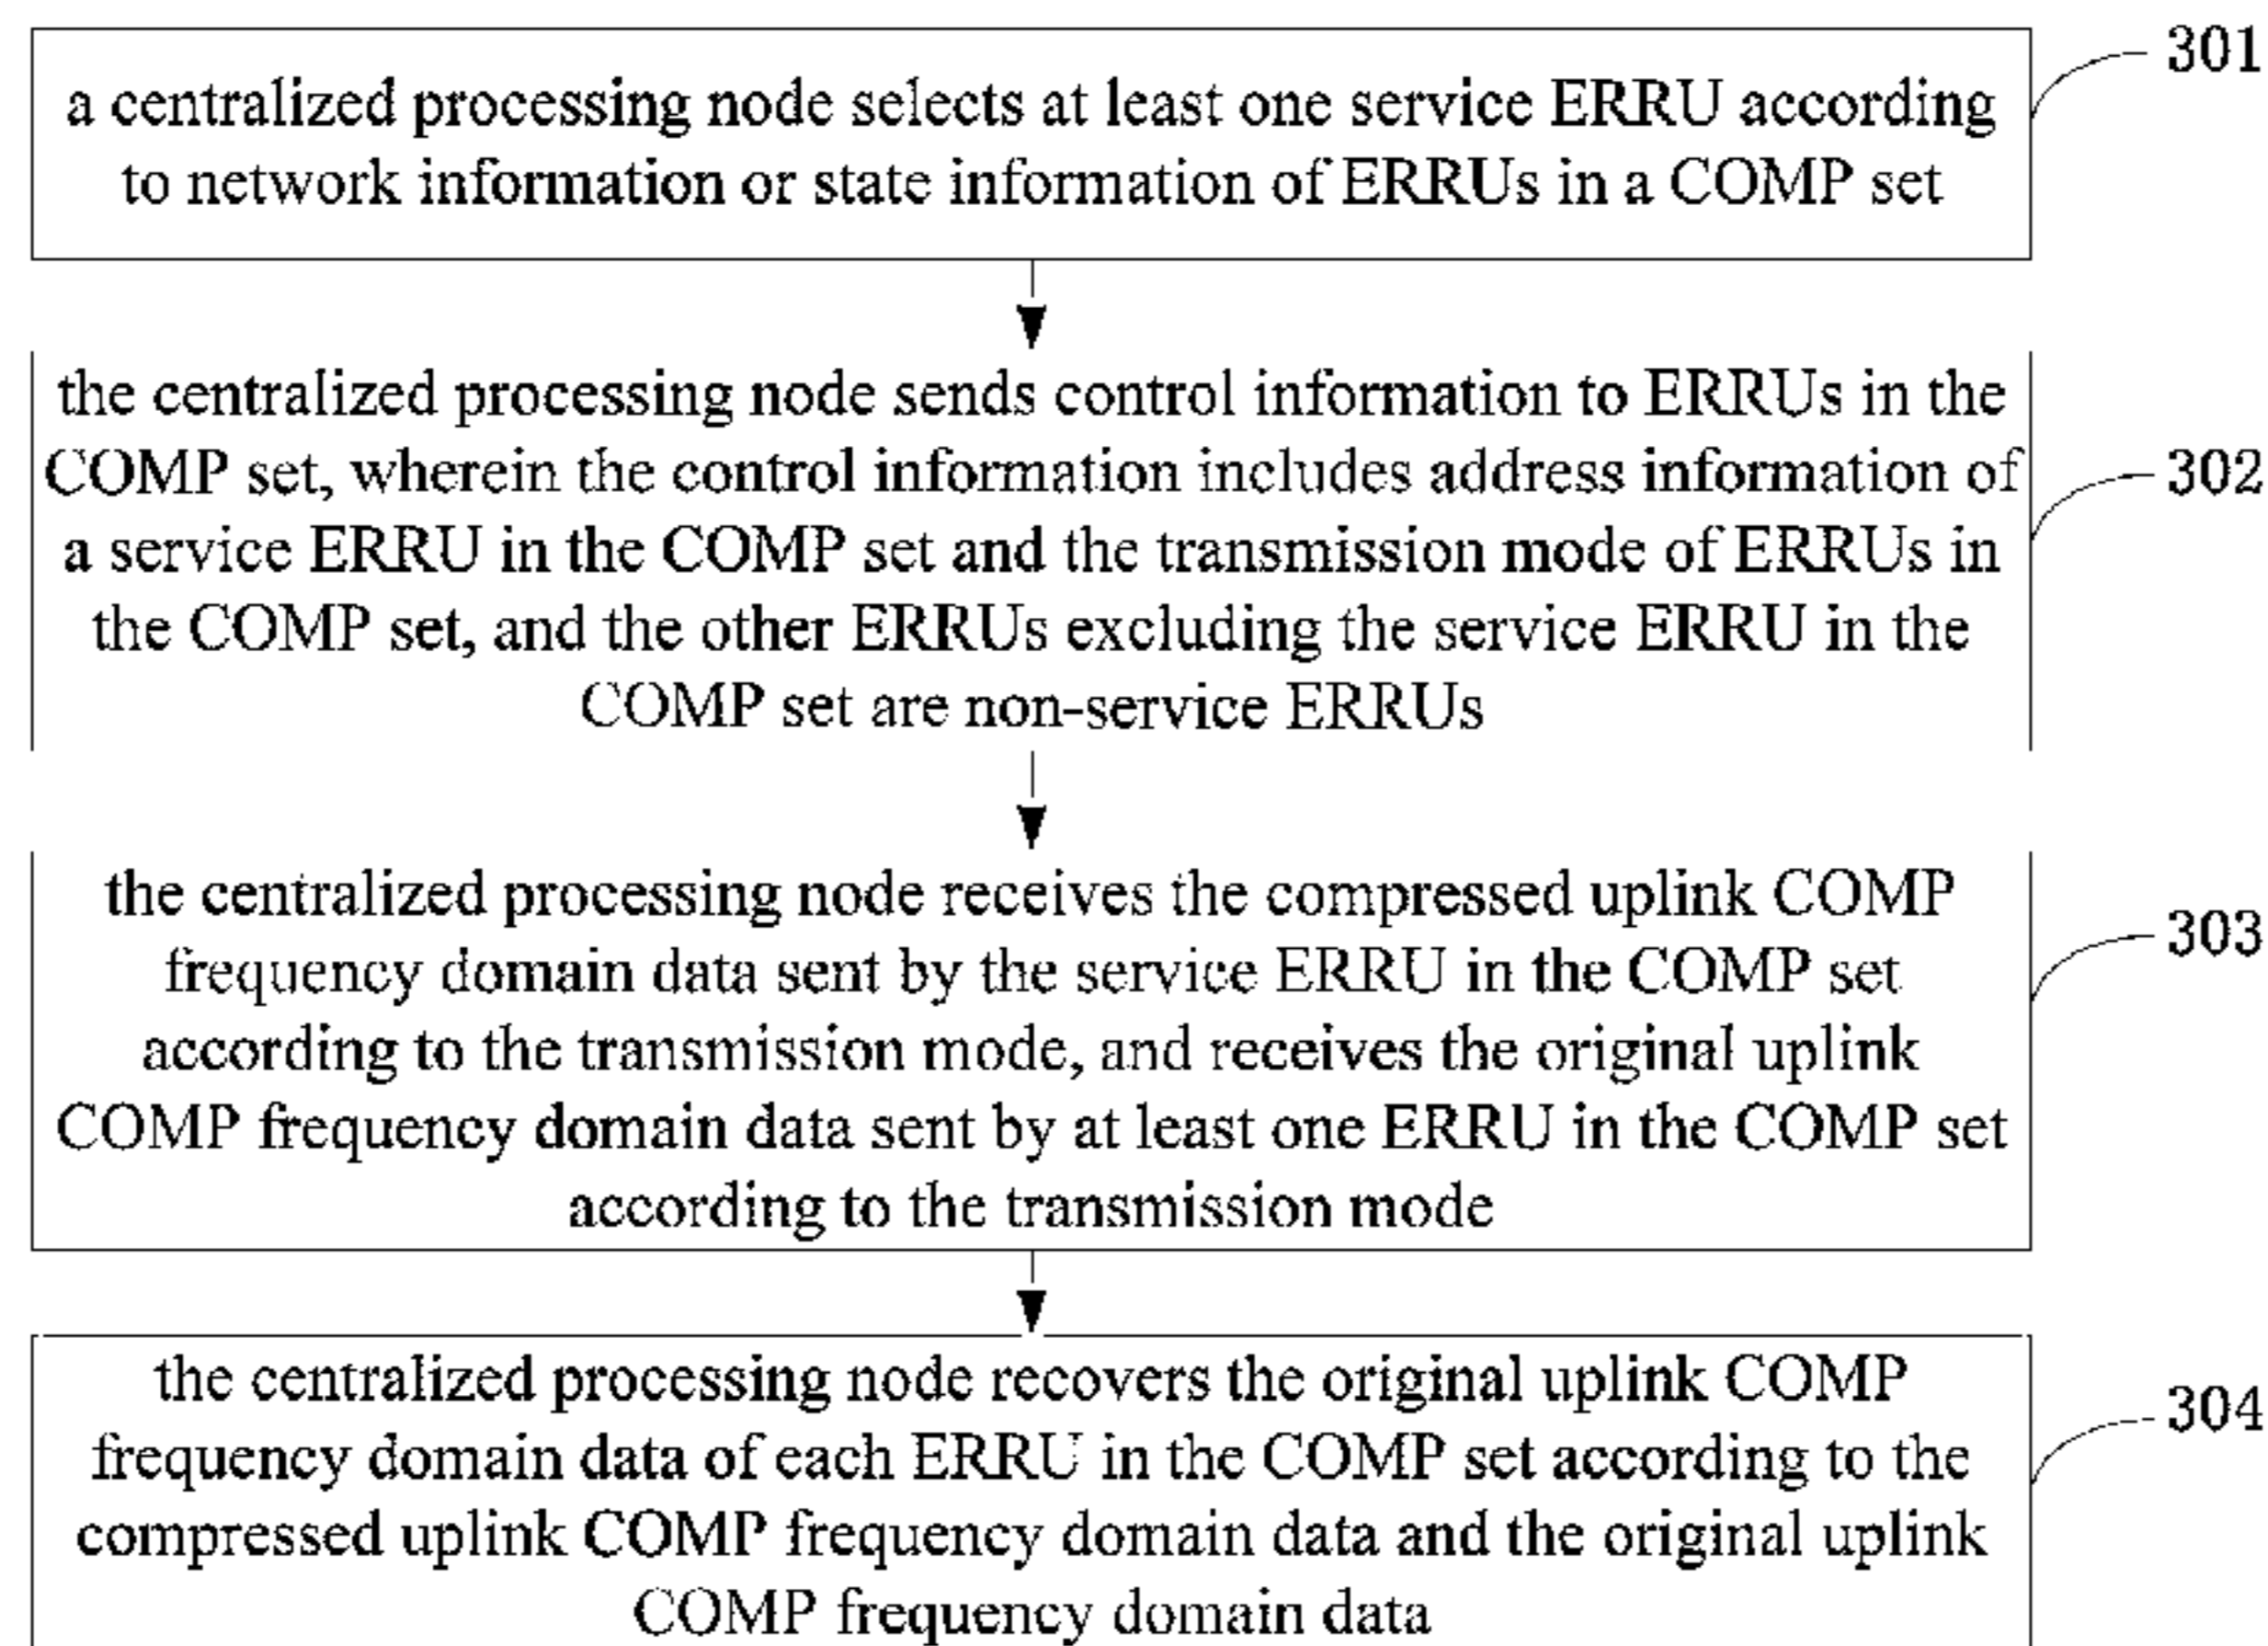 301
a centralized processing node selects at least one service ERRU according
to network information or state information of ERRUs in a COMP set
the centralized processing node sends control information to ERRUs in the
COMP set, wherein the control information includes address information of
302
a service ERRU in the COMP set and the transmission mode of ERRUs in
the COMP set, and the other ERRUs excluding the service ERRU in the
COMP set are non-service ERRUs
the centralized processing node receives the compressed uplink COMP
303
frequency domain data sent by the service ERRU in the COMP set
according to the transmission mode, and receives the original uplink
COMP frequency domain data sent by at least one ERRU in the COMP set
according to the transmission mode
the centralized processing node recovers the original uplink COMP
304
frequency domain data of each ERRU in the COMP set according to the
compressed uplink COMP frequency domain data and the original uplink
COMP frequency domain data